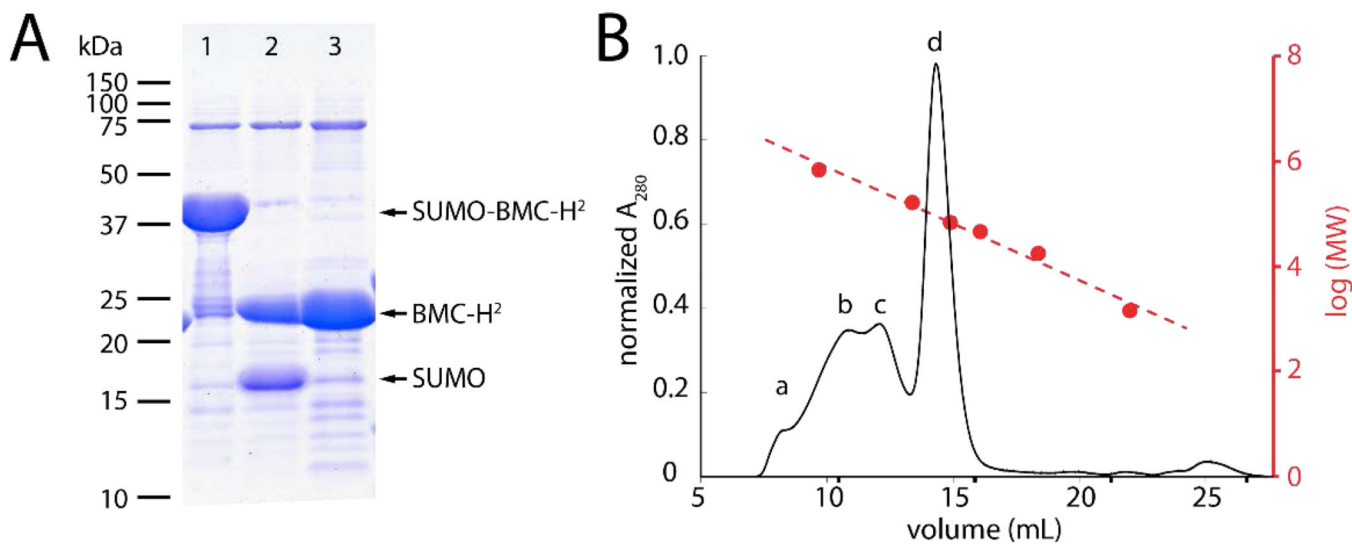 A
kDa
1 2 3
150
100
75
50
37
25
20
15
10
SUMO-BMC-H²
BMC-H²
SUMO
B
normalized A₂₈₀
1.0
0.8
0.6
0.4
0.2
0
a
b
c
d
5 10 15 20 25
volume (mL)
8
6
4
2
0
log (MW)